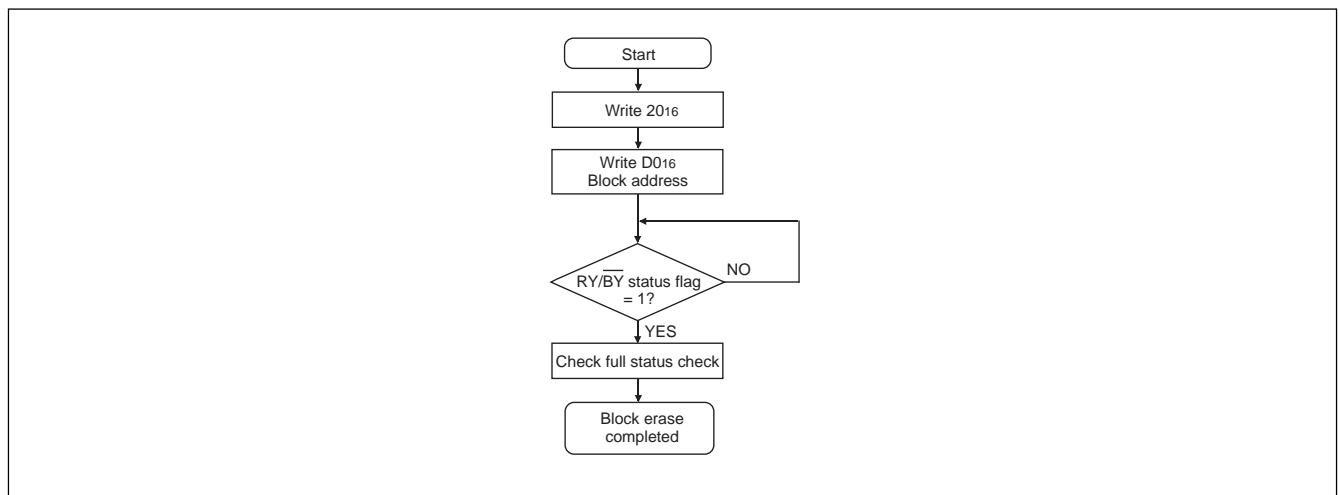 Start
Write 2016
Write D016
Block address
RY/B̅Y̅ status flag
= 1?
NO
YES
Check full status check
Block erase
completed